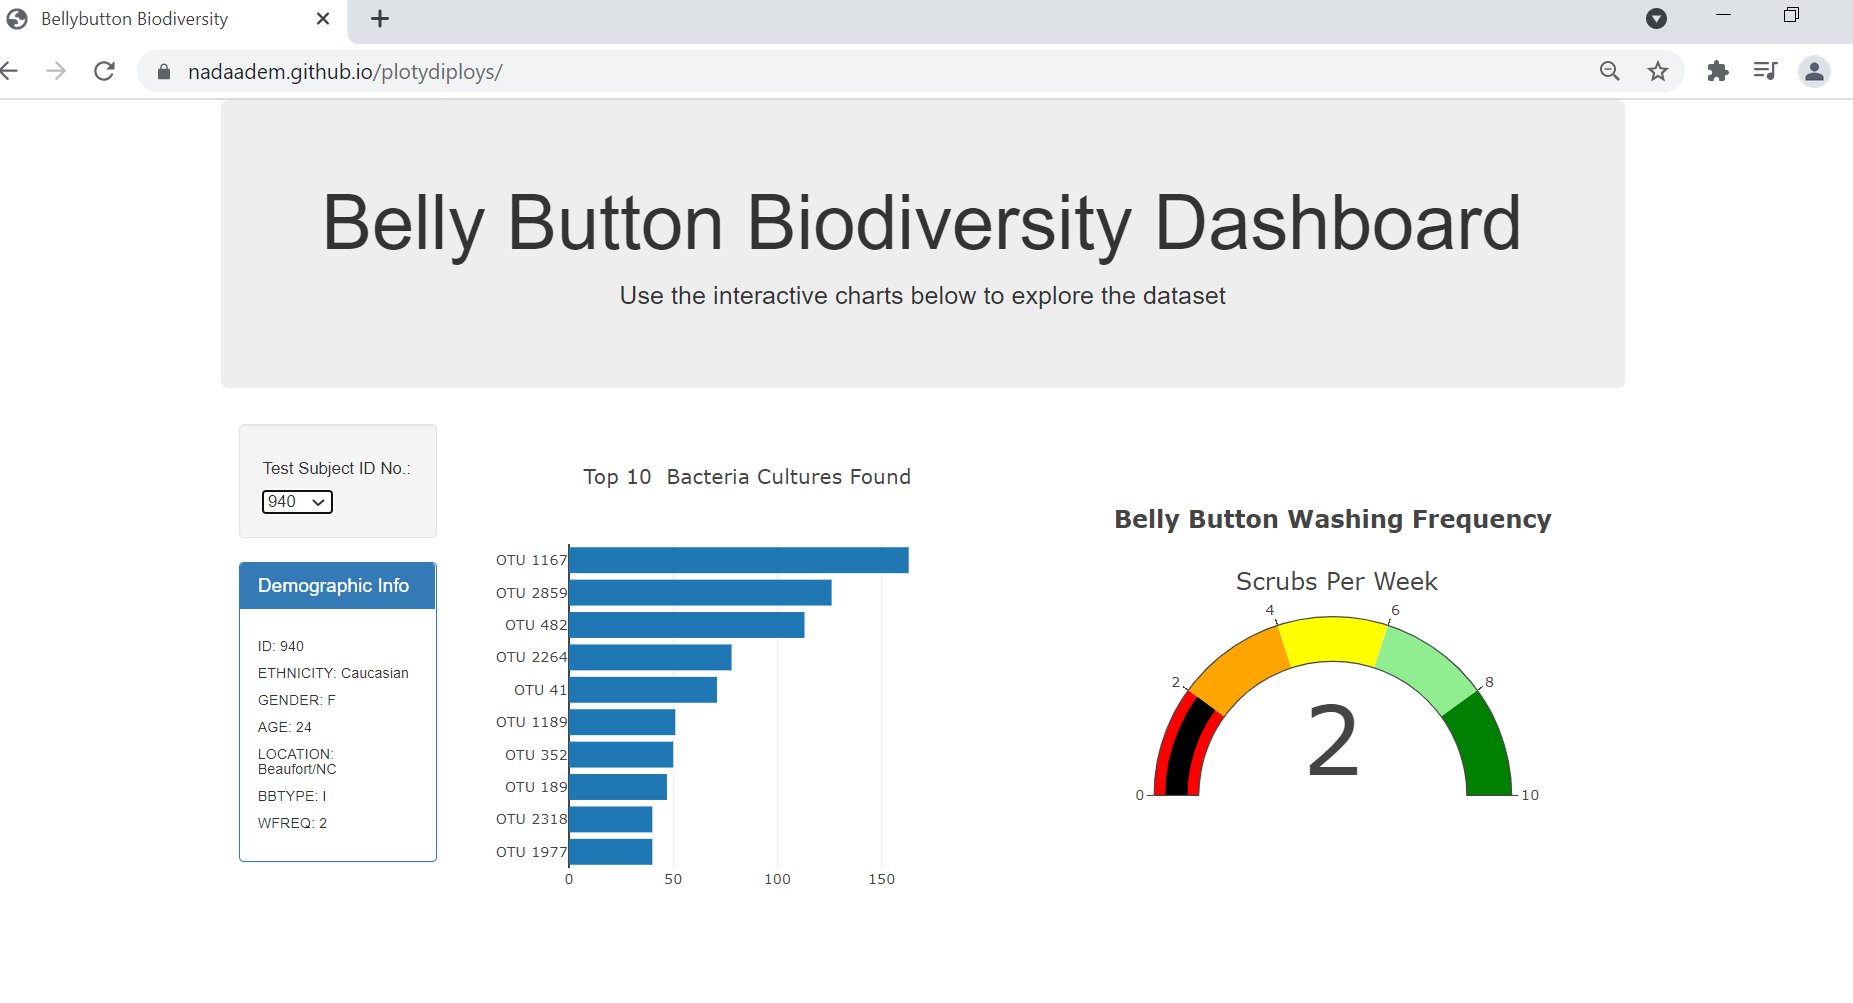 Bellybutton Biodiversity
nadaadem.github.io/plotydiploys/
Belly Button Biodiversity Dashboard
Use the interactive charts below to explore the dataset
Test Subject ID No.:
940
Demographic Info
ID: 940
ETHNICITY: Caucasian
GENDER: F
AGE: 24
LOCATION:
Beaufort/NC
BBTYPE: I
WFREQ: 2
Top 10 Bacteria Cultures Found
OTU 1167
OTU 2859
OTU 482
OTU 2264
OTU 41
OTU 1189
OTU 352
OTU 189
OTU 2318
OTU 1977
0 50 100 150
Belly Button Washing Frequency
Scrubs Per Week
4 6
2 8
2
0 10